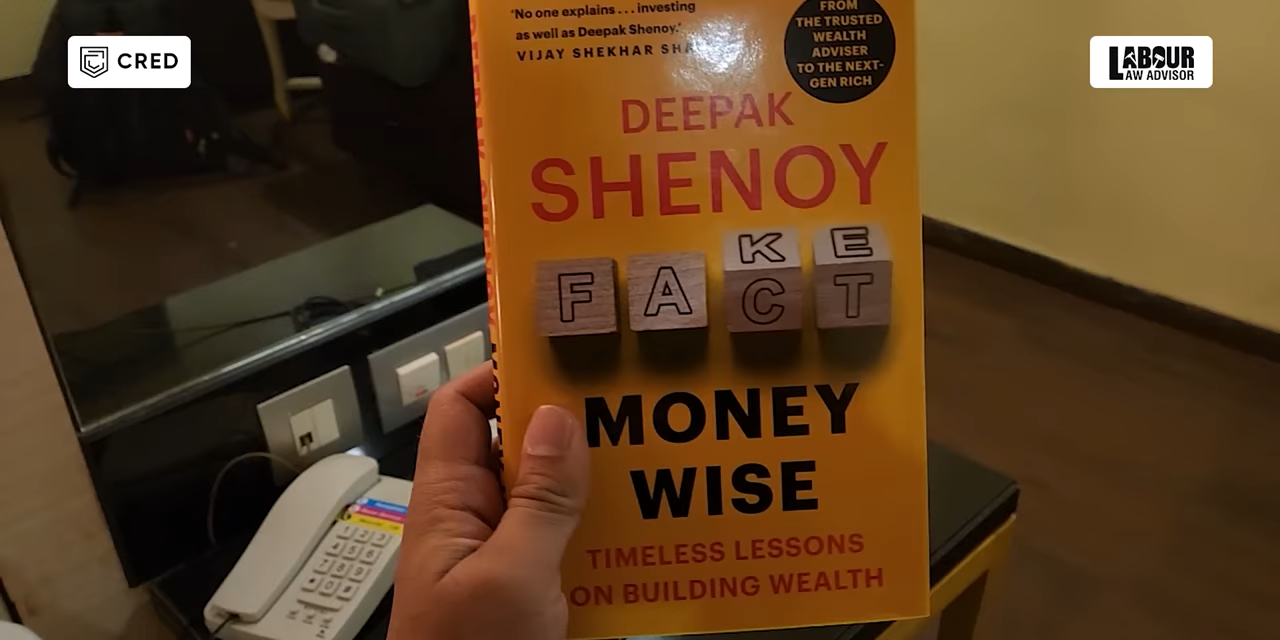 CRED
LABOUR
LAW ADVISOR
'No one explains ... investing
as well as Deepak Shenoy.'
VIJAY SHEKHAR
FROM
THE TRUSTED
WEALTH
ADVISER
TO THE NEXT-
GEN RICH
DEEPAK
SHENOY
K E
F A C T
MONEY
WISE
TIMELESS LESSONS
ON BUILDING WEALTH